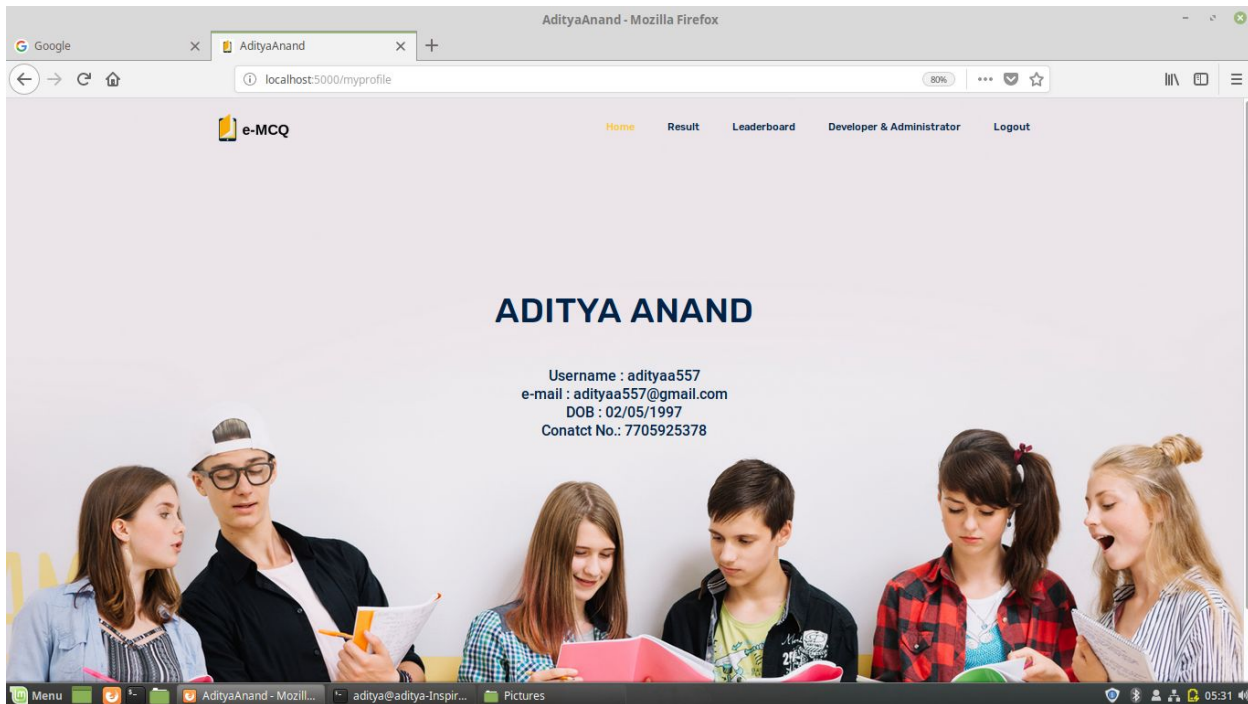 AdityaAnand - Mozilla Firefox
Google
AdityaAnand
localhost:5000/myprofile
80%
e-MCQ
Home Result Leaderboard Developer & Administrator Logout
ADITYA ANAND
Username : adityaa557
e-mail : adityaa557@gmail.com
DOB : 02/05/1997
Conatct No.: 7705925378
Menu
AdityaAnand - Mozill...
aditya@aditya-Inspir...
Pictures
05:31